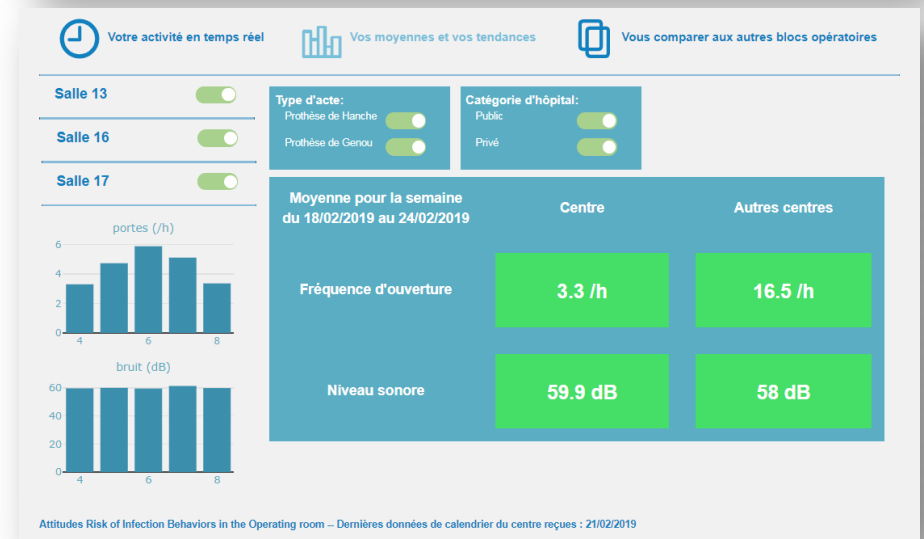 Votre activité en temps réel
Vos moyennes et vos tendances
Vous comparer aux autres blocs opératoires
Salle 13
Salle 16
Salle 17
Type d'acte:
Prothèse de Hanche
Prothèse de Genou
Catégorie d'hôpital:
Public
Privé
portes (/h)
6
4
2
0
4 6 8
bruit (dB)
60
40
20
0
4 6 8
Moyenne pour la semaine
du 18/02/2019 au 24/02/2019
Centre
Autres centres
Fréquence d'ouverture
3.3 /h
16.5 /h
Niveau sonore
59.9 dB
58 dB
Attitudes Risk of Infection Behaviors in the Operating room -- Dernières données de calendrier du centre reçues : 21/02/2019